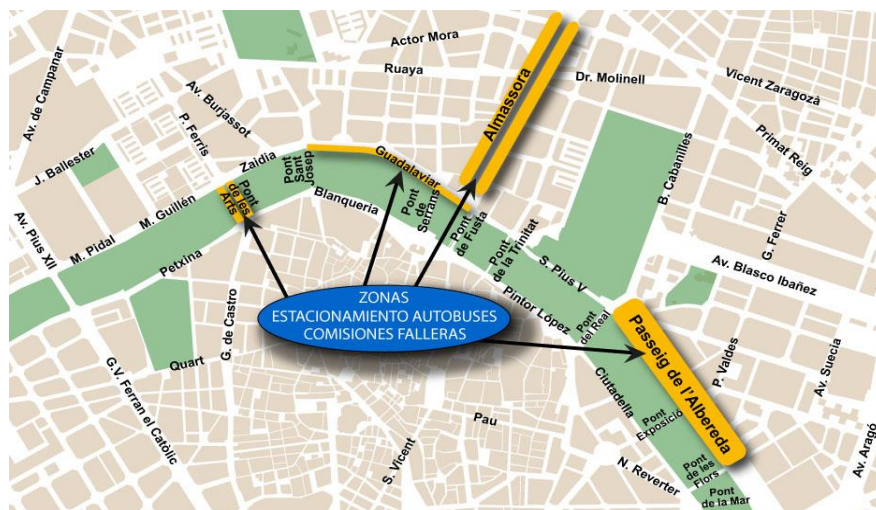 Actor Mora
Ruaya
Almassora
Dr. Molinell
Vicent Zaragozà
Primat Reig
Av. de Campanar
Av. Burjassot
P. Ferris
J. Ballester
Zaidia
Pont
Sant
Josep
Guadalaviar
B. Cabanilles
M. Guillén
Pont
de les
Arts
Blanqueria
Pont
de
Serrans
Pont
de Fusta
Pont
de la Trinitat
G. Ferrer
Av. Pius XII
M. Pidal
Petxina
S. Pius V
Av. Blasco Ibañez
ZONAS
ESTACIONAMIENTO AUTOBUSES
COMISIONES FALLERAS
Pintor López
Pont
del Real
Passeig de l'Albereda
G. de Castro
Quart
P. Valdes
Av. Suecia
G.V. Ferran el Catòlic
Ciutadella
Pont
Exposició
Pau
S. Vicent
N. Reverter
Pont
de les
Flors
Pont
de la Mar
Av. Aragó